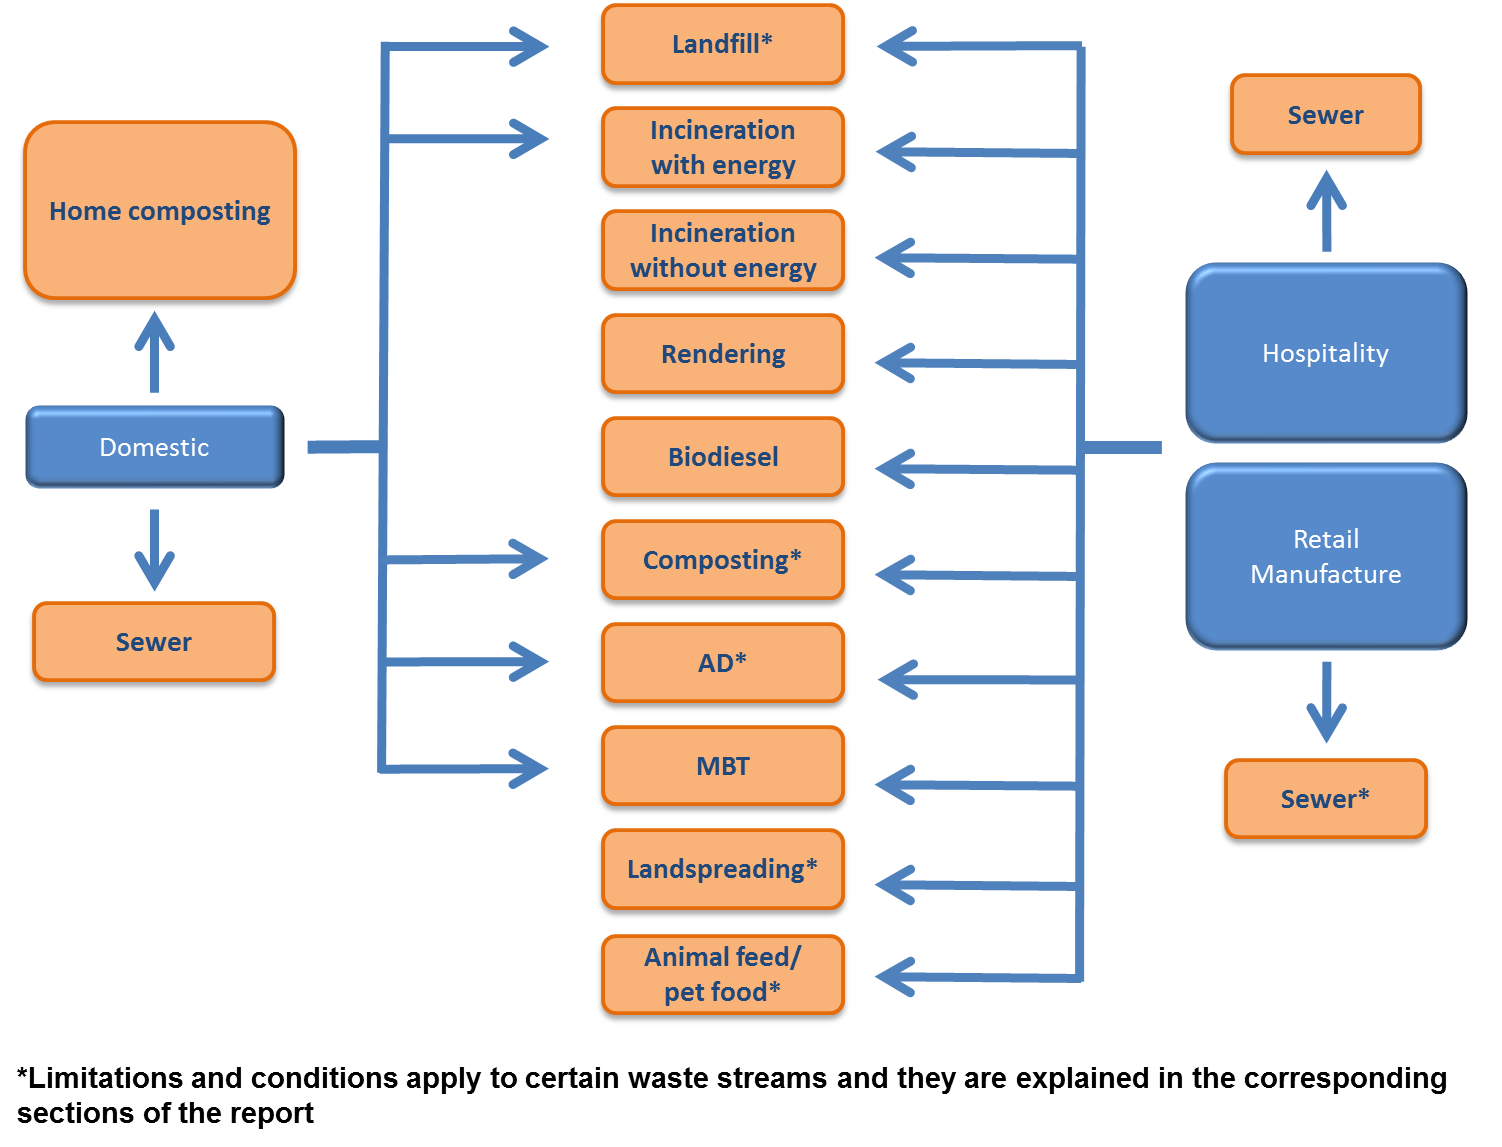 Landfill*
Incineration
with energy
Incineration
without energy
Rendering
Biodiesel
Composting*
AD*
MBT
Landspreading*
Animal feed/
pet food*
Home composting
Domestic
Sewer
Sewer
Hospitality
Retail
Manufacture
Sewer*
*Limitations and conditions apply to certain waste streams and they are explained in the corresponding
sections of the report